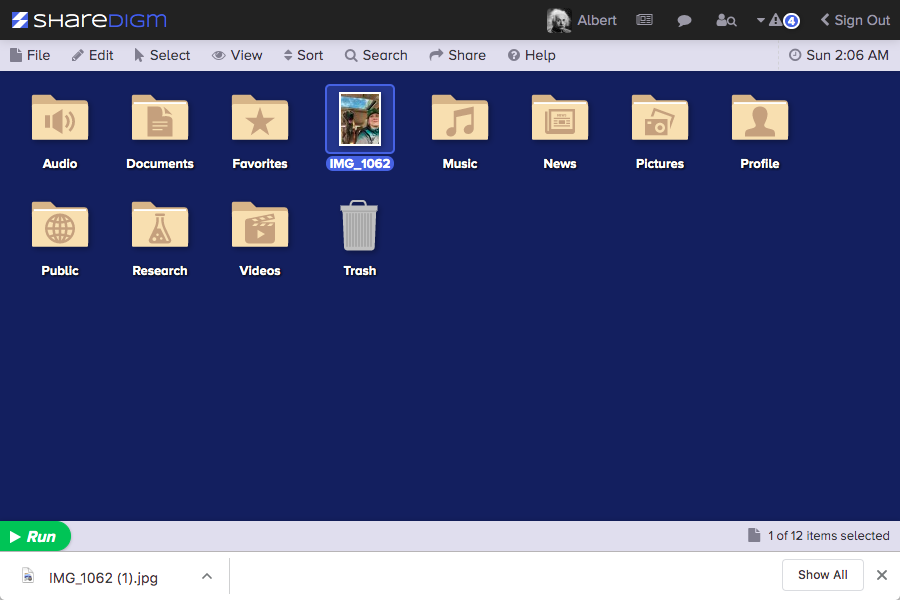 SHAREDIGM Albert 4 Sign Out
File Edit Select View Sort Search Share Help Sun 2:06 AM
Audio Documents Favorites IMG_1062 Music News Pictures Profile
Public Research Videos Trash
Run 1 of 12 items selected
IMG_1062 (1).jpg Show All